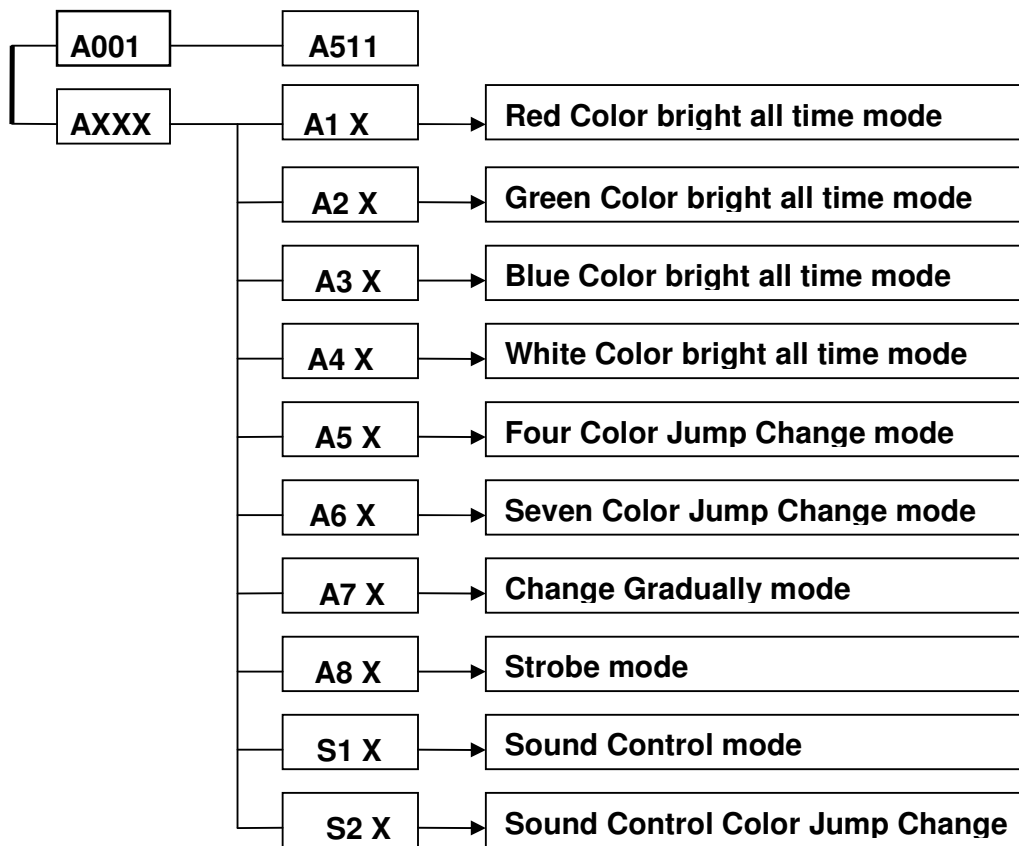 A001 A511
AXXX A1 X Red Color bright all time mode
A2 X Green Color bright all time mode
A3 X Blue Color bright all time mode
A4 X White Color bright all time mode
A5 X Four Color Jump Change mode
A6 X Seven Color Jump Change mode
A7 X Change Gradually mode
A8 X Strobe mode
S1 X Sound Control mode
S2 X Sound Control Color Jump Change